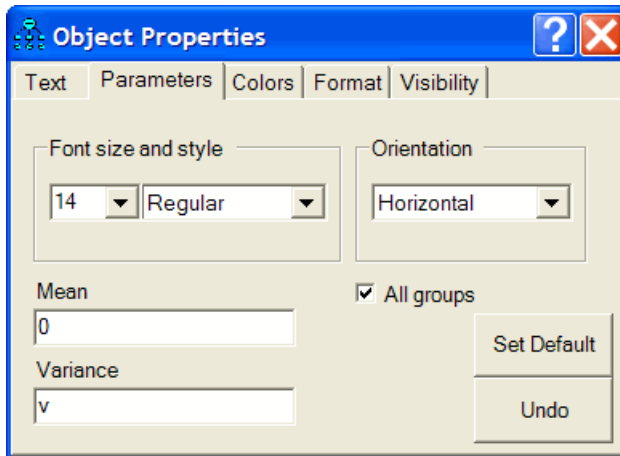 Object Properties
Text Parameters Colors Format Visibility
Font size and style
14 Regular
Orientation
Horizontal
Mean
0
All groups
Variance
v
Set Default
Undo